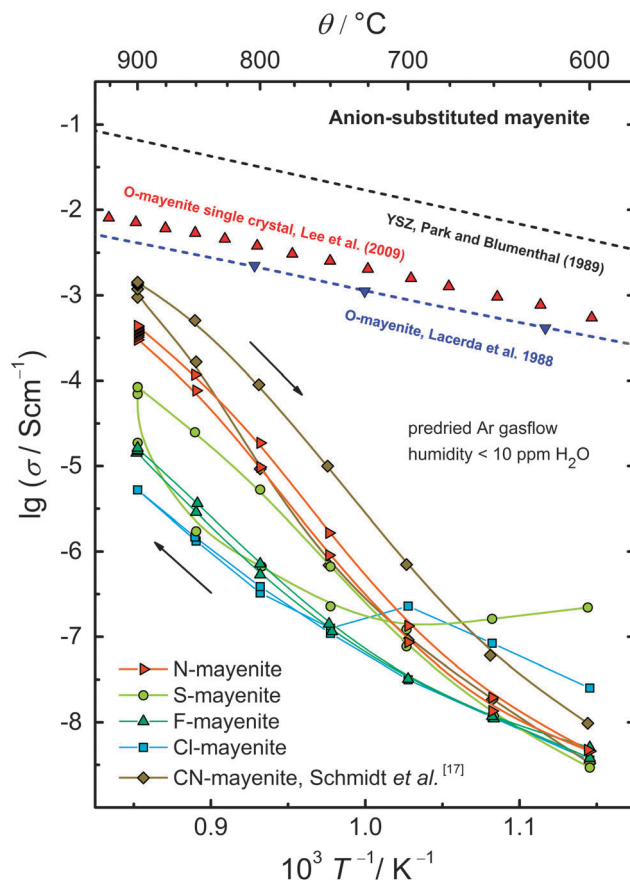 θ / °C
900 800 700 600
Anion-substituted mayenite
-1
-2
-3
-4
-5
-6
-7
-8
lg (σ / Scm⁻¹)
O-mayenite single crystal, Lee et al. (2009)
YSZ, Park and Blumenthal (1989)
O-mayenite, Lacerda et al. 1988
predried Ar gasflow
humidity < 10 ppm H₂O
N-mayenite
S-mayenite
F-mayenite
Cl-mayenite
CN-mayenite, Schmidt et al. [17]
0.9 1.0 1.1
10³ T⁻¹/ K⁻¹